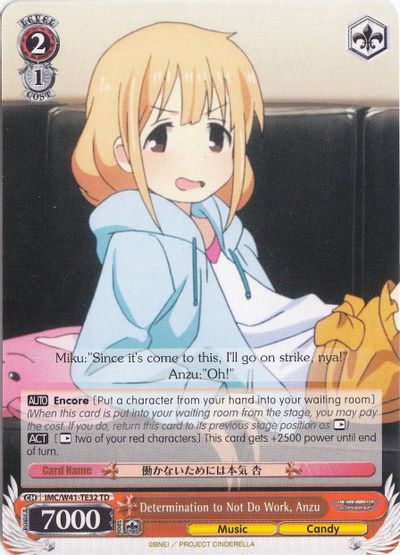 LEVEL
2
1
COST
Miku:"Since it's come to this, I'll go on strike, nya!"
Anzu:"Oh!"
AUTO Encore [Put a character from your hand into your waiting room]
(When this card is put into your waiting room from the stage, you may pay
the cost. If you do, return this card to its previous stage position as
ACT [ two of your red characters] This card gets +2500 power until end
of turn.
Card Name 働かないためには本気 杏
CH IMC/W41-TE32 TD
POWER 7000
Determination to Not Do Work, Anzu
Music Candy
©BNEI / PROJECT CINDERELLA